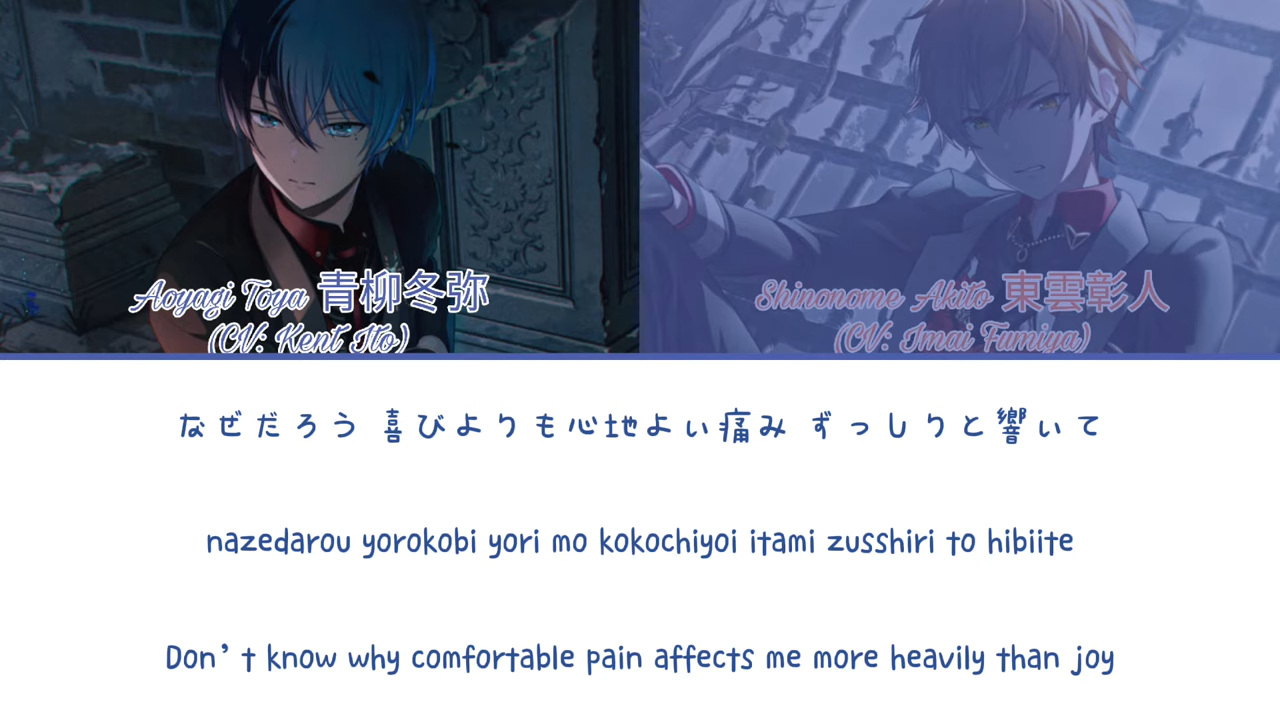 Aoyagi Toya 青柳冬弥
(CV: Kent Ito)
Shinonome Akito 東雲彰人
(CV: Imai Fumiya)
なぜだろう 喜びよりも心地よい痛み ずっしりと響いて
nazedarou yorokobi yori mo kokochiyoi itami zusshiri to hibiite
Don’t know why comfortable pain affects me more heavily than joy